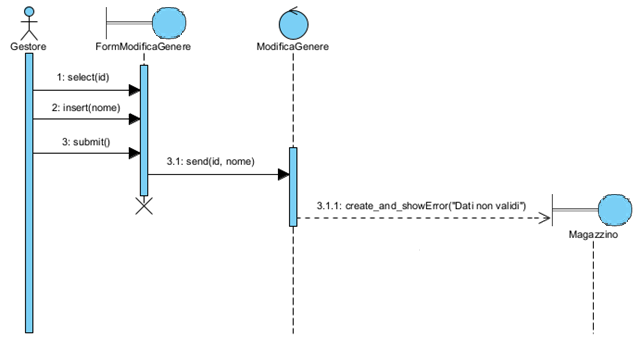 Gestore
FormModificaGenere
ModificaGenere
1: select(id)
2: insert(nome)
3: submit()
3.1: send(id, nome)
3.1.1: create_and_showError("Dati non validi")
Magazzino